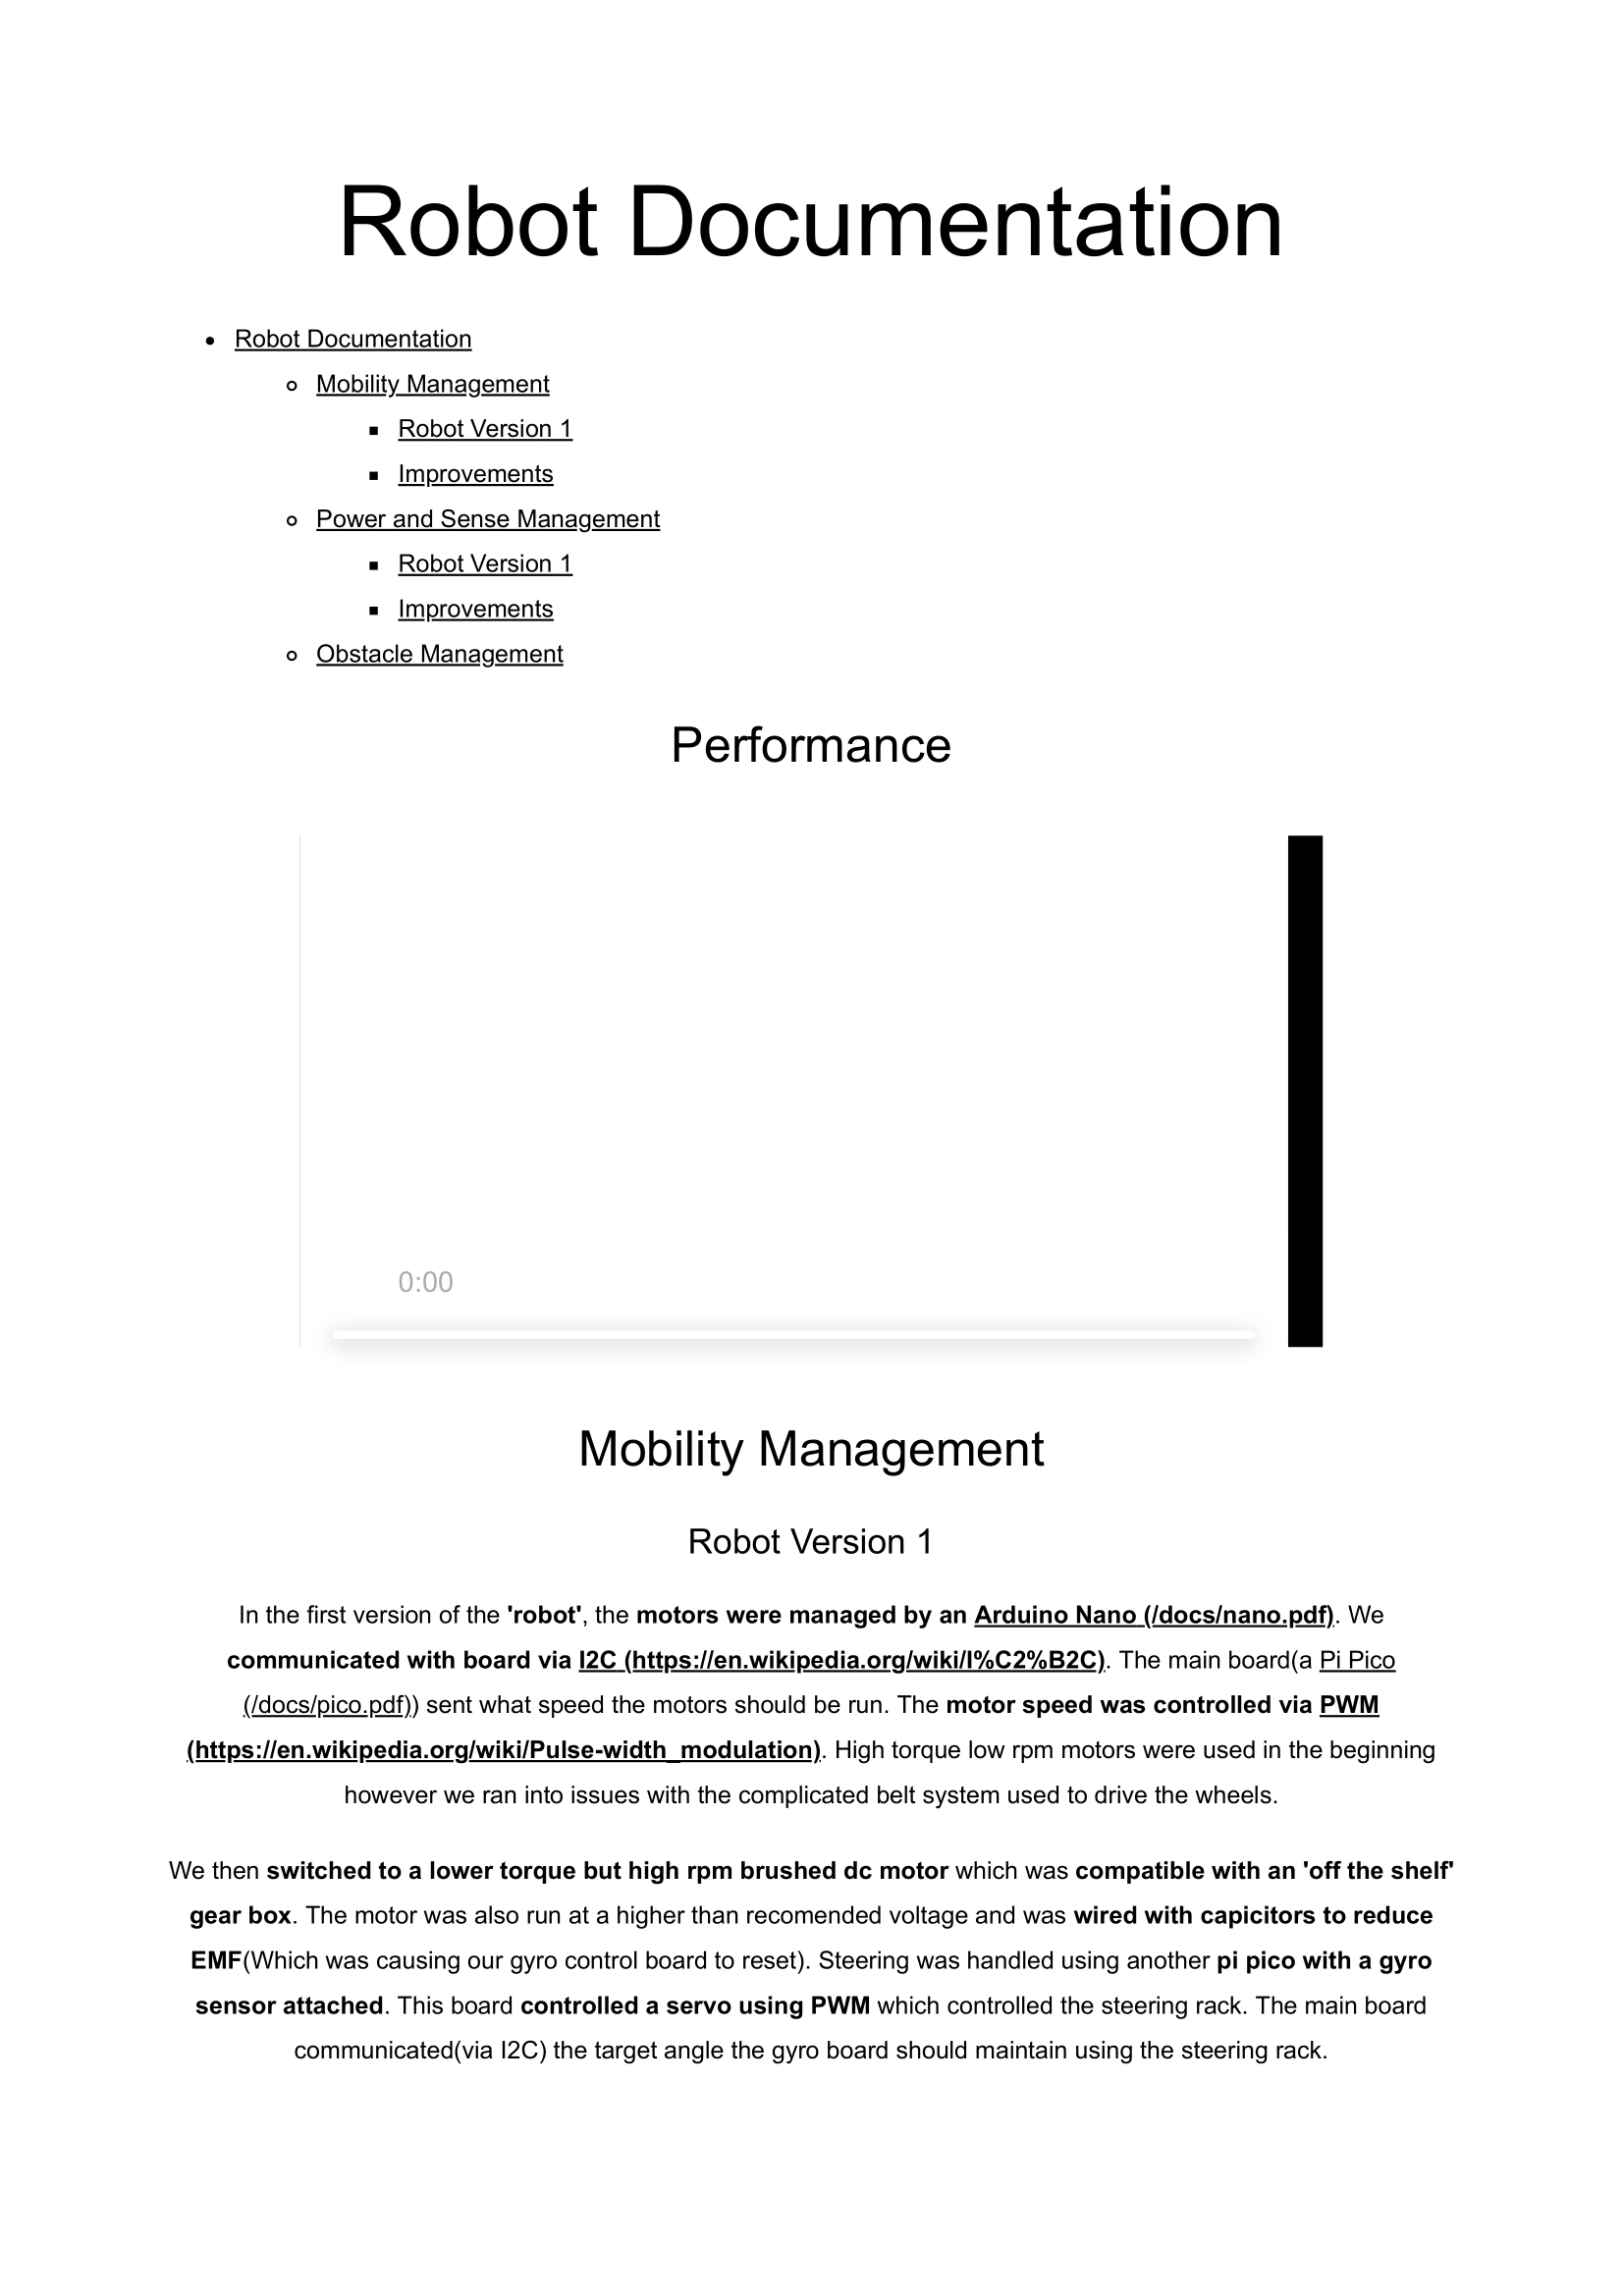 Robot Documentation
Robot Documentation
Mobility Management
Robot Version 1
Improvements
Power and Sense Management
Robot Version 1
Improvements
Obstacle Management
Performance
0:00
Mobility Management
Robot Version 1
In the first version of the 'robot', the motors were managed by an Arduino Nano (/docs/nano.pdf). We
communicated with board via I2C (https://en.wikipedia.org/wiki/I%C2%B2C). The main board(a Pi Pico
(/docs/pico.pdf)) sent what speed the motors should be run. The motor speed was controlled via PWM
(https://en.wikipedia.org/wiki/Pulse-width_modulation). High torque low rpm motors were used in the beginning
however we ran into issues with the complicated belt system used to drive the wheels.
We then switched to a lower torque but high rpm brushed dc motor which was compatible with an 'off the shelf'
gear box. The motor was also run at a higher than recomended voltage and was wired with capicitors to reduce
EMF(Which was causing our gyro control board to reset). Steering was handled using another pi pico with a gyro
sensor attached. This board controlled a servo using PWM which controlled the steering rack. The main board
communicated(via I2C) the target angle the gyro board should maintain using the steering rack.